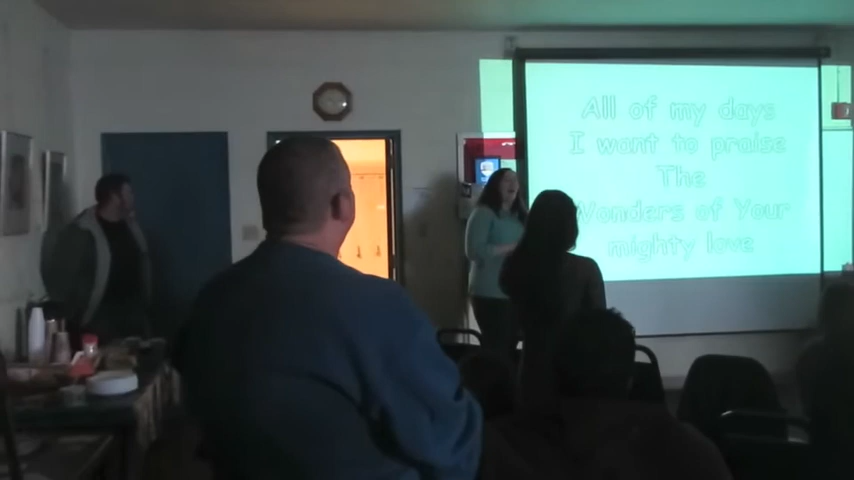 All of my days
I want to praise
The
Wonders of Your
mighty love